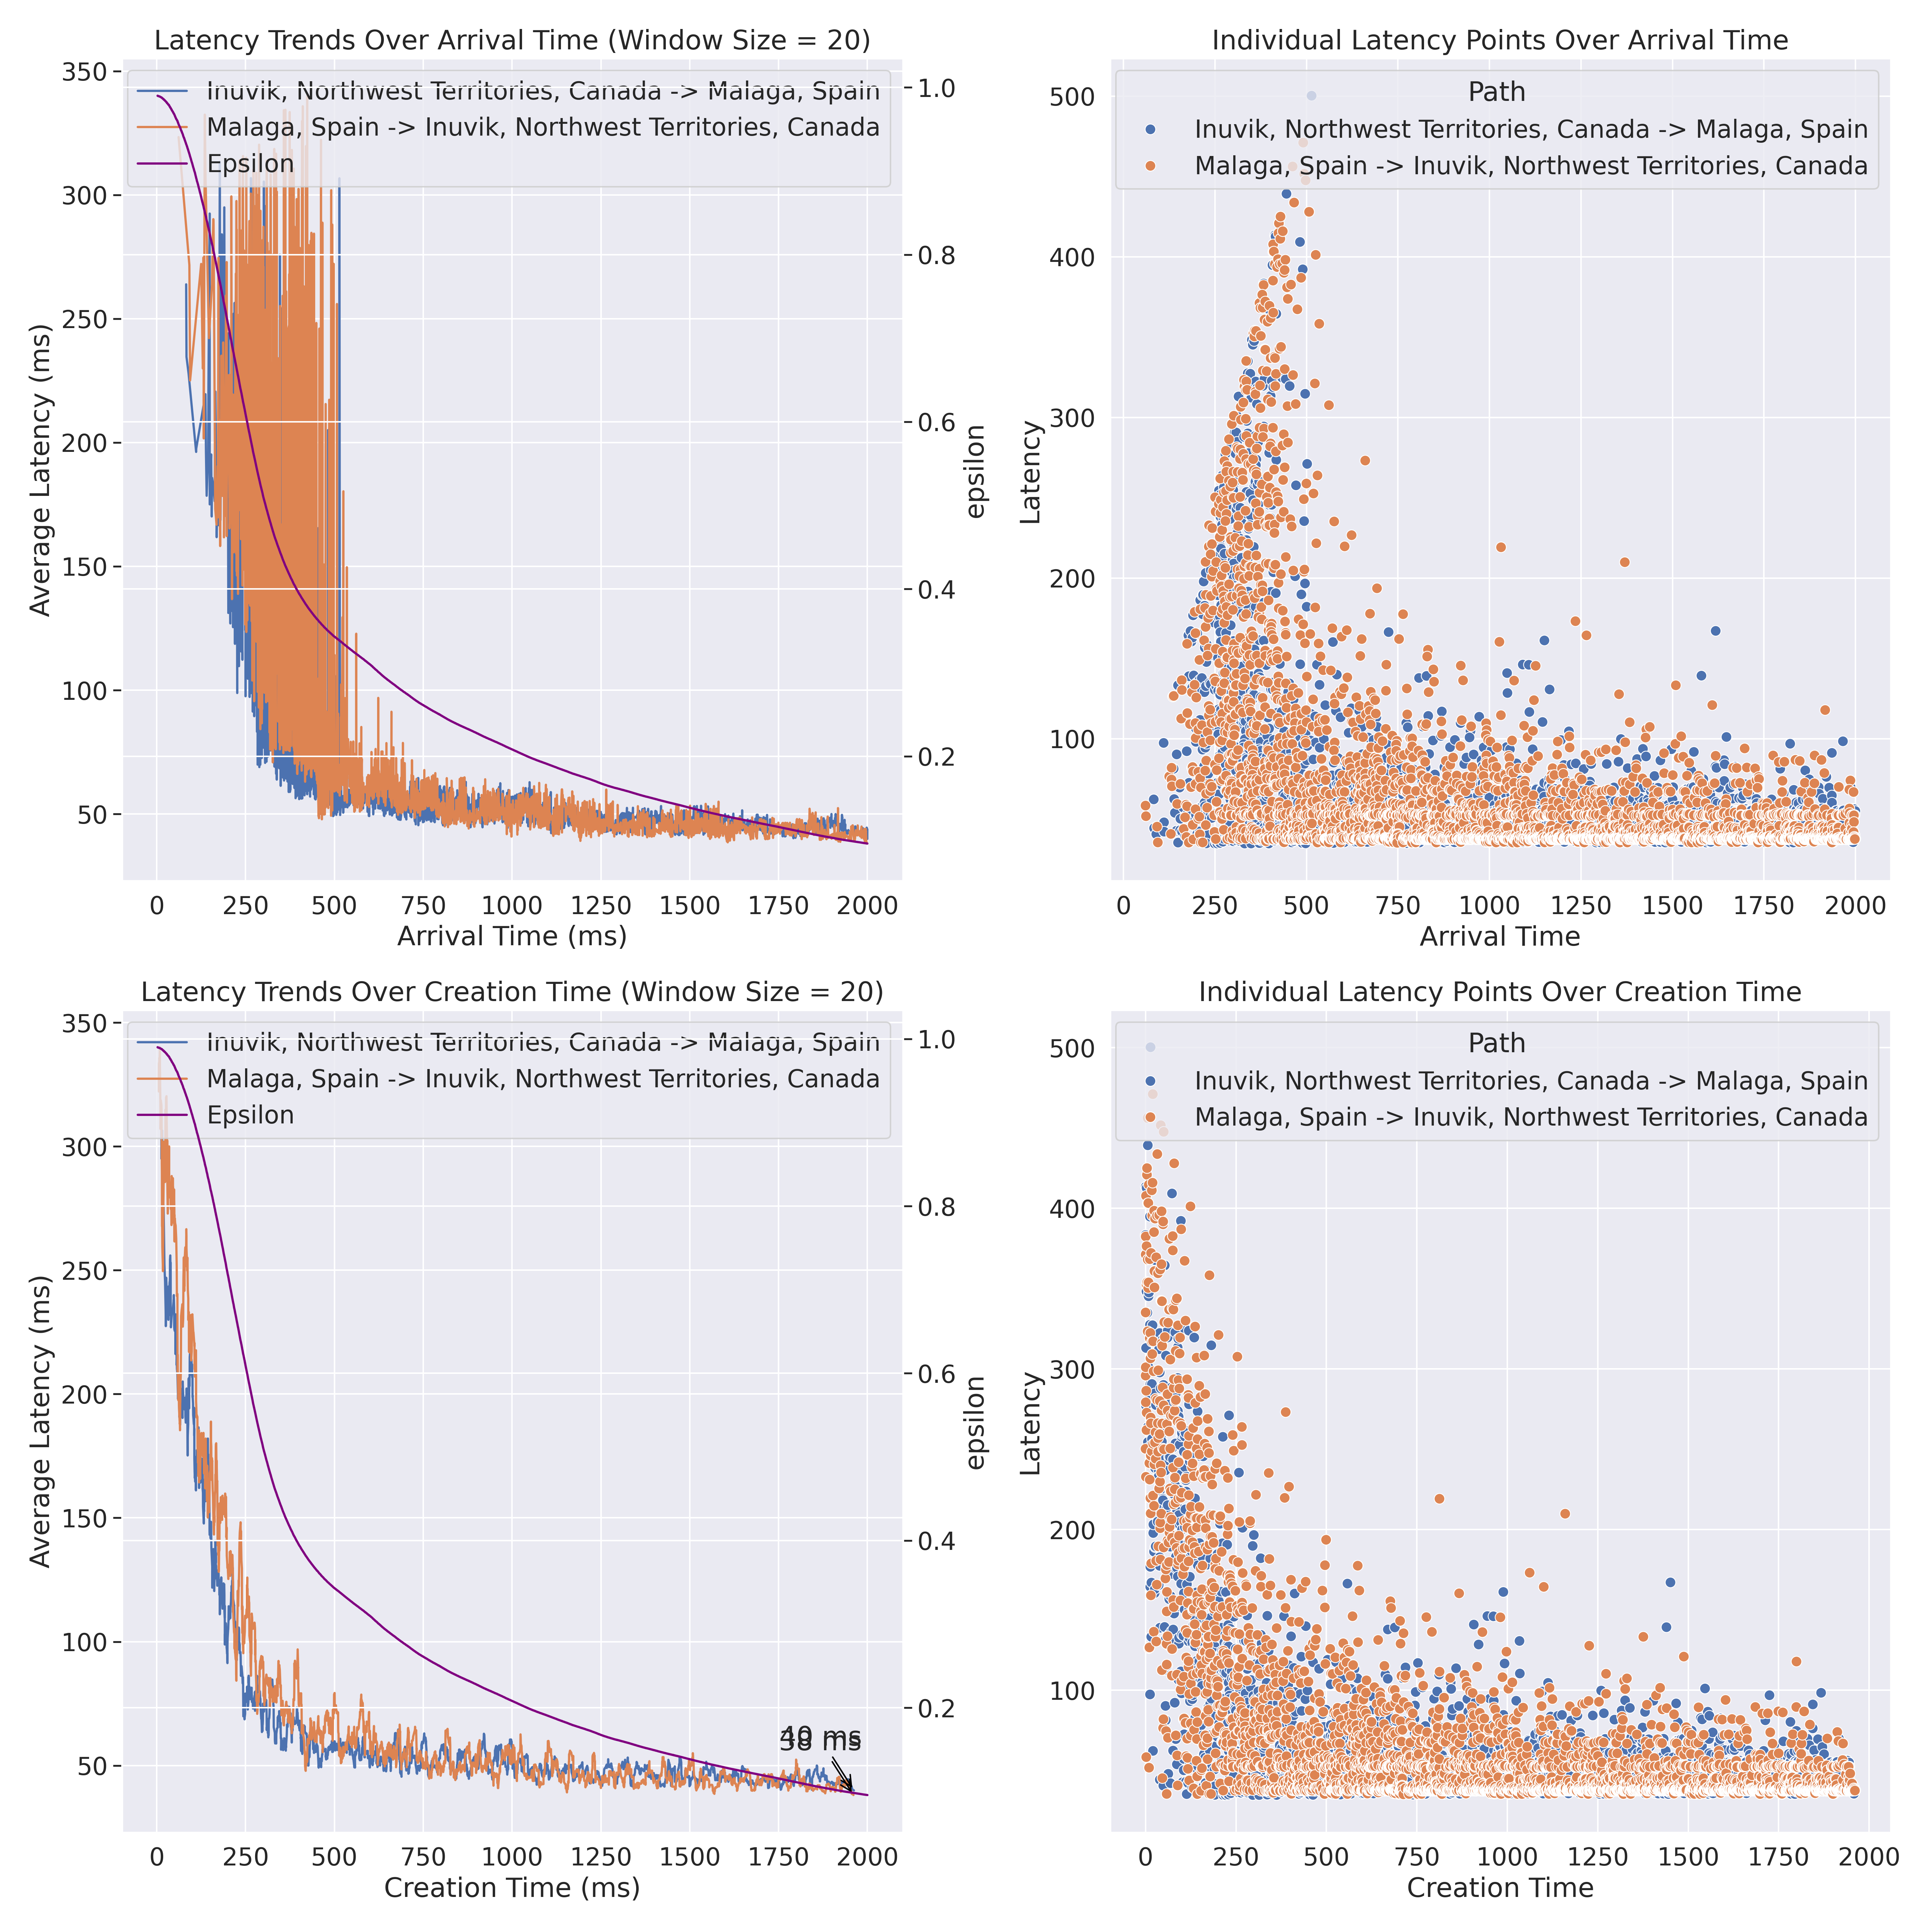 Latency Trends Over Arrival Time (Window Size = 20)
Inuvik, Northwest Territories, Canada -> Malaga, Spain
Malaga, Spain -> Inuvik, Northwest Territories, Canada
Epsilon
350
300
250
200
150
100
50
Average Latency (ms)
1.0
0.8
0.6
0.4
0.2
epsilon
0 250 500 750 1000 1250 1500 1750 2000
Arrival Time (ms)
Individual Latency Points Over Arrival Time
Path
Inuvik, Northwest Territories, Canada -> Malaga, Spain
Malaga, Spain -> Inuvik, Northwest Territories, Canada
500
400
300
200
100
Latency
0 250 500 750 1000 1250 1500 1750 2000
Arrival Time
Latency Trends Over Creation Time (Window Size = 20)
Inuvik, Northwest Territories, Canada -> Malaga, Spain
Malaga, Spain -> Inuvik, Northwest Territories, Canada
Epsilon
350
300
250
200
150
100
50
Average Latency (ms)
1.0
0.8
0.6
0.4
0.2
epsilon
40 ms
38 ms
0 250 500 750 1000 1250 1500 1750 2000
Creation Time (ms)
Individual Latency Points Over Creation Time
Path
Inuvik, Northwest Territories, Canada -> Malaga, Spain
Malaga, Spain -> Inuvik, Northwest Territories, Canada
500
400
300
200
100
Latency
0 250 500 750 1000 1250 1500 1750 2000
Creation Time